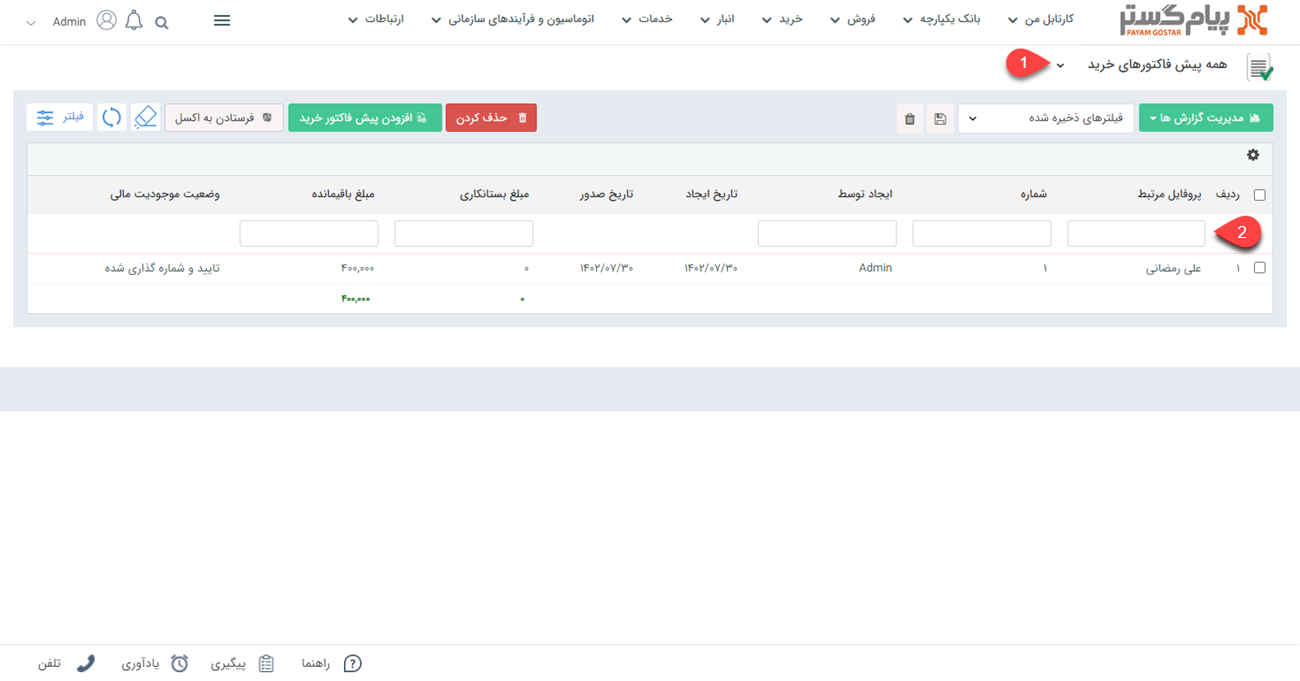 پیام گستر کارتابل من بانک یکپارچه فروش خرید انبار خدمات اتوماسیون و فرآیندهای سازمانی ارتباطات Admin
PAYAM GOSTAR
همه پیش فاکتورهای خرید 1
مدیریت گزارش ها فیلترهای ذخیره شده حذف کردن افزودن پیش فاکتور خرید فرستادن به اکسل فیلتر
ردیف پروفایل مرتبط شماره ایجاد توسط تاریخ ایجاد تاریخ صدور مبلغ بستانکاری مبلغ باقیمانده وضعیت موجودیت مالی
2
۱ علی رمضانی ۱ Admin ۱۴۰۲/۰۷/۳۰ ۱۴۰۲/۰۷/۳۰ ۰ ۴۰۰,۰۰۰ تایید و شماره گذاری شده
۰ ۴۰۰,۰۰۰
راهنما پیگیری یادآوری تلفن